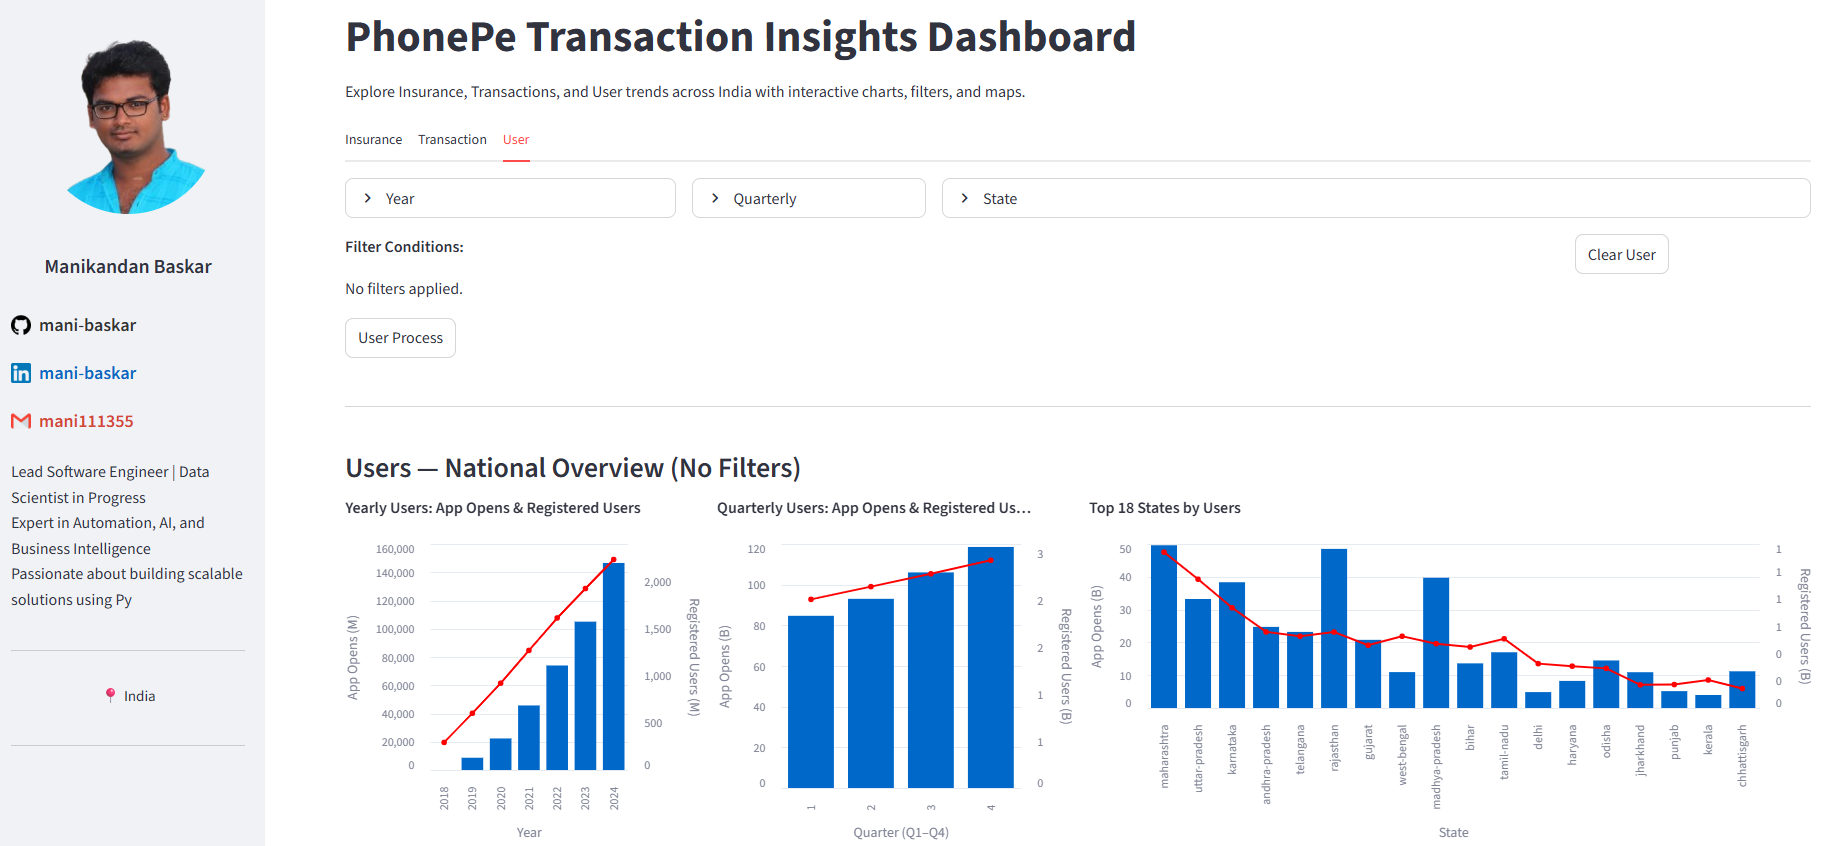 PhonePe Transaction Insights Dashboard
Explore Insurance, Transactions, and User trends across India with interactive charts, filters, and maps.
Insurance Transaction User
Year Quarterly State
Filter Conditions:
Clear User
No filters applied.
User Process
Manikandan Baskar
mani-baskar
mani-baskar
mani111355
Lead Software Engineer | Data
Scientist in Progress
Expert in Automation, AI, and
Business Intelligence
Passionate about building scalable
solutions using Py
India
Users — National Overview (No Filters)
Yearly Users: App Opens & Registered Users
App Opens (M)
160,000
140,000
120,000
100,000
80,000
60,000
40,000
20,000
0
2,000
1,500
1,000
500
0
Registered Users (M)
2018 2019 2020 2021 2022 2023 2024
Year
Quarterly Users: App Opens & Registered Us...
App Opens (B)
120
100
80
60
40
20
0
3
2
2
1
1
0
Registered Users (B)
1 2 3 4
Quarter (Q1–Q4)
Top 18 States by Users
App Opens (B)
50
40
30
20
10
0
1
1
1
1
0
0
0
Registered Users (B)
maharashtra
uttar-pradesh
karnataka
andhra-pradesh
telangana
rajasthan
gujarat
west-bengal
madhya-pradesh
bihar
tamil-nadu
delhi
haryana
odisha
jharkhand
punjab
kerala
chhattisgarh
State